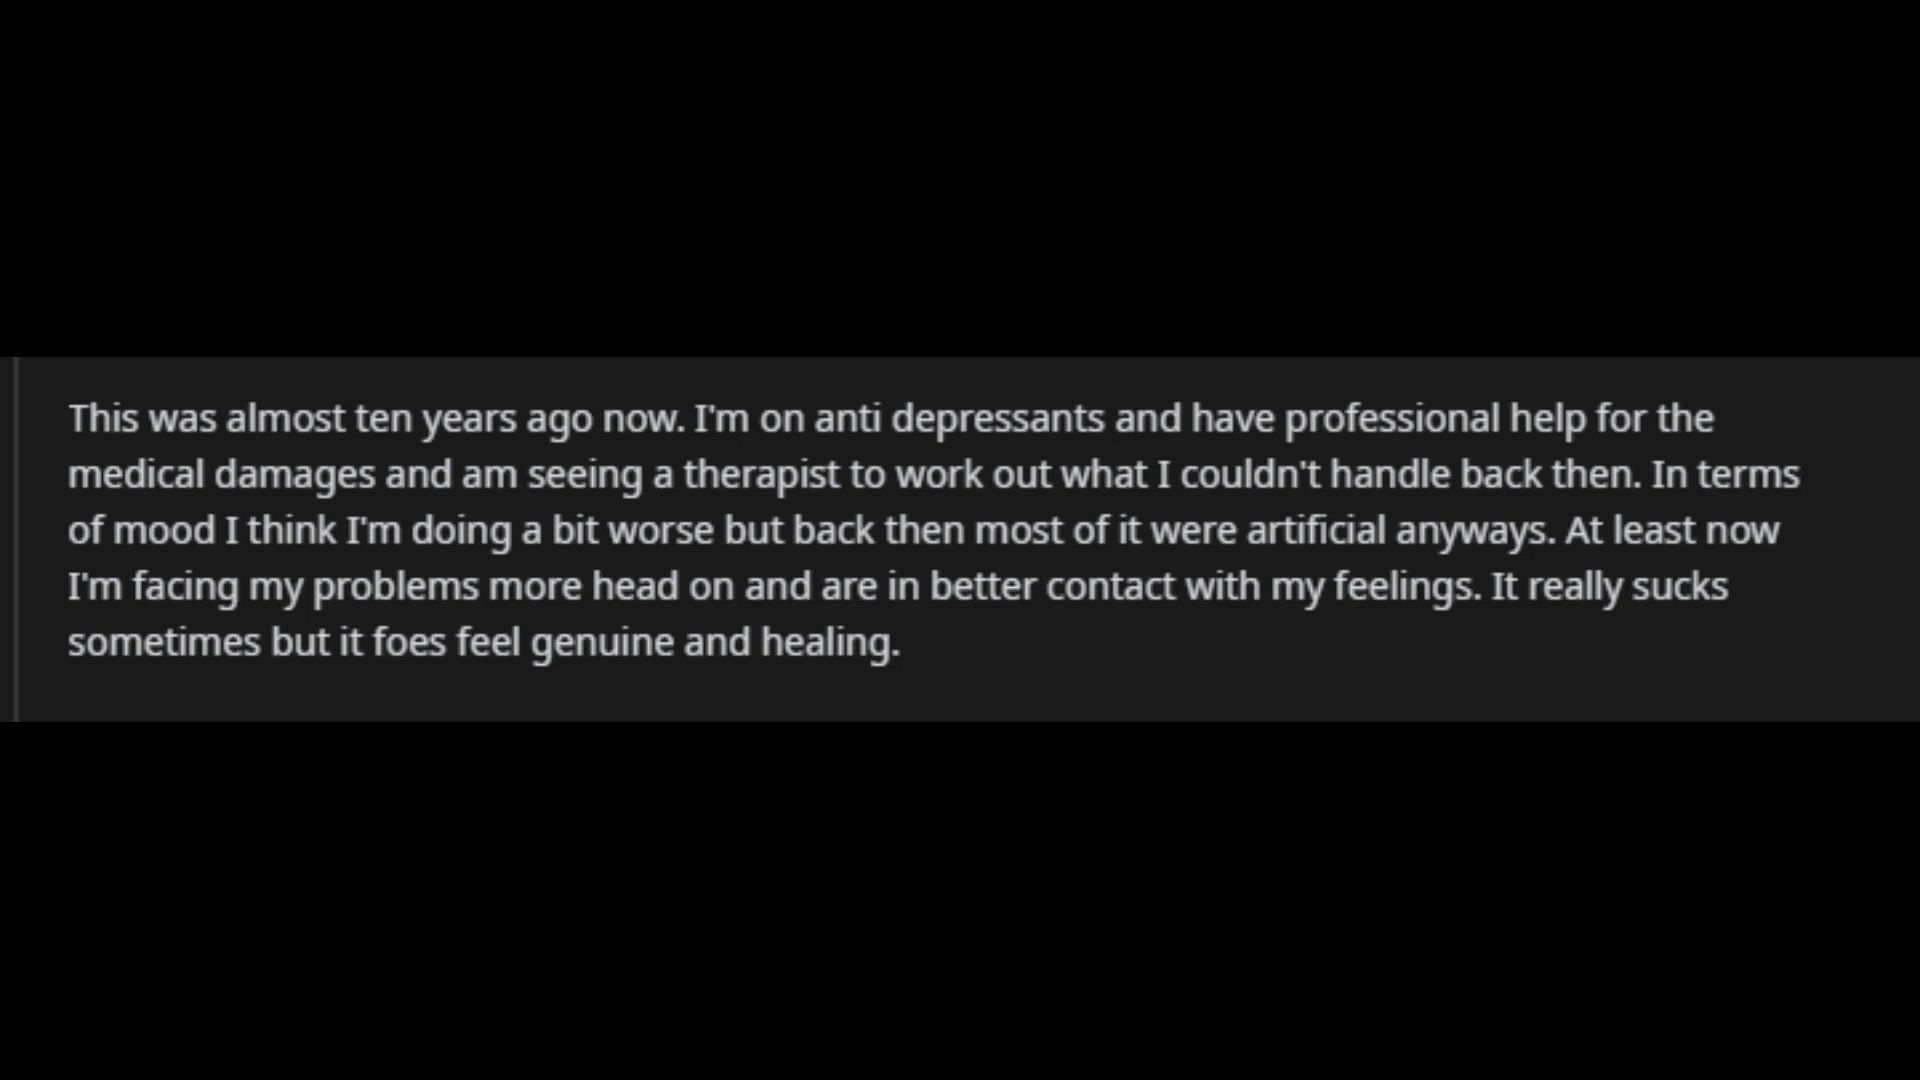 This was almost ten years ago now. I'm on anti depressants and have professional help for the
medical damages and am seeing a therapist to work out what I couldn't handle back then. In terms
of mood I think I'm doing a bit worse but back then most of it were artificial anyways. At least now
I'm facing my problems more head on and are in better contact with my feelings. It really sucks
sometimes but it foes feel genuine and healing.